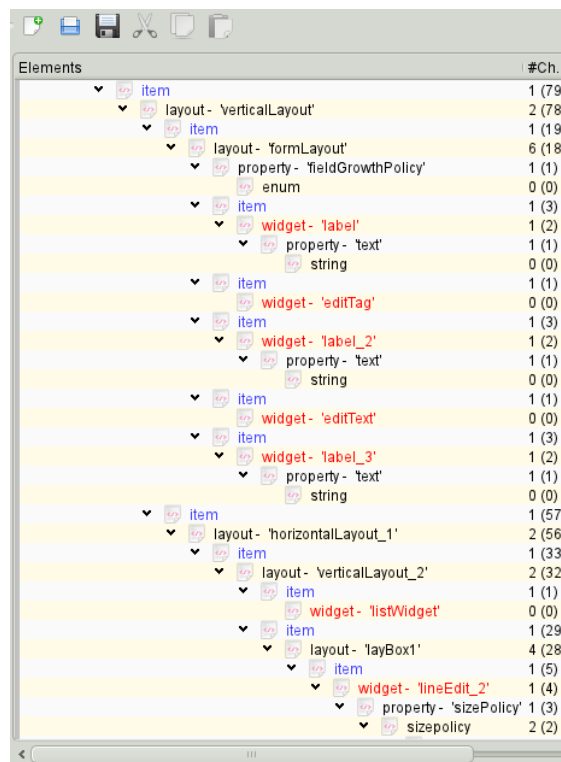 Elements #Ch.
item 1 (79
layout - 'verticalLayout' 2 (78
item 1 (19
layout - 'formLayout' 6 (18
property - 'fieldGrowthPolicy' 1 (1)
enum 0 (0)
item 1 (3)
widget - 'label' 1 (2)
property - 'text' 1 (1)
string 0 (0)
item 1 (1)
widget - 'editTag' 0 (0)
item 1 (3)
widget - 'label_2' 1 (2)
property - 'text' 1 (1)
string 0 (0)
item 1 (1)
widget - 'editText' 0 (0)
item 1 (3)
widget - 'label_3' 1 (2)
property - 'text' 1 (1)
string 0 (0)
item 1 (57
layout - 'horizontalLayout_1' 2 (56
item 1 (33
layout - 'verticalLayout_2' 2 (32
item 1 (1)
widget - 'listWidget' 0 (0)
item 1 (29
layout - 'layBox1' 4 (28
item 1 (5)
widget - 'lineEdit_2' 1 (4)
property - 'sizePolicy' 1 (3)
sizepolicy 2 (2)